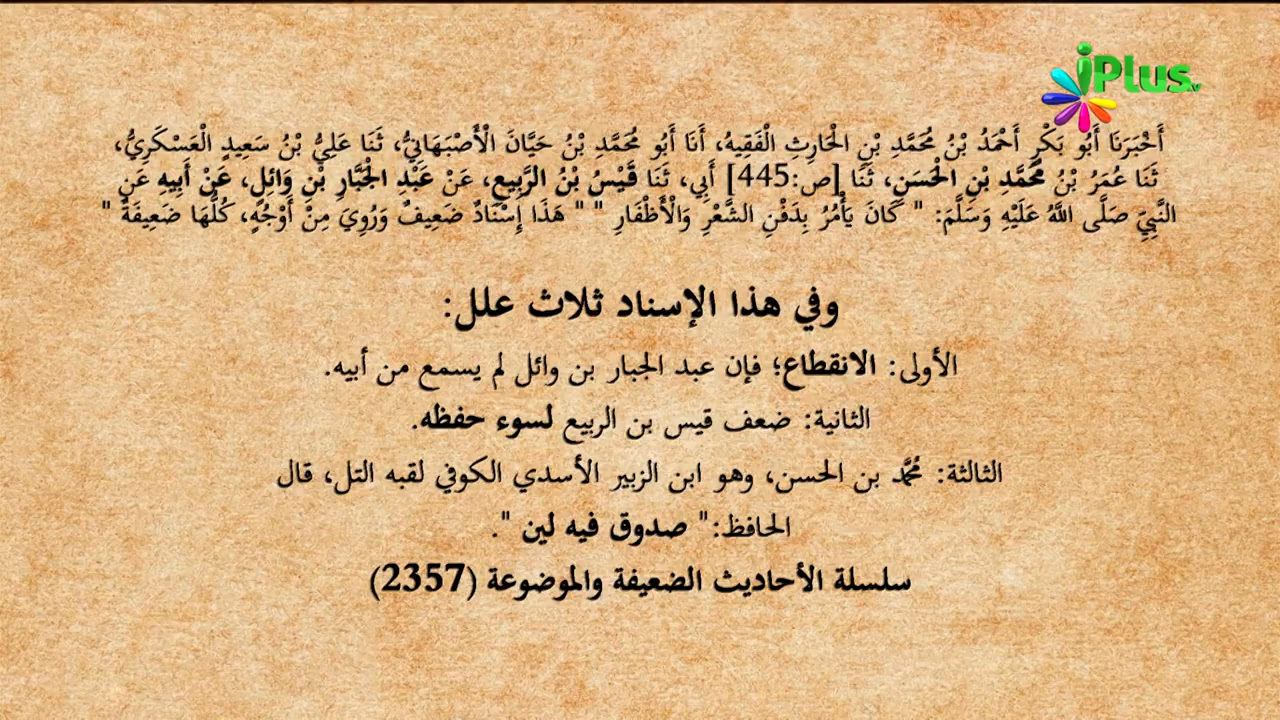 iPlus.tv
أَخْبَرَنَا أَبُو بَكْرٍ أَحْمَدُ بْنُ مُحَمَّدِ بْنِ الْحَارِثِ الْفَقِيهُ، أَنَا أَبُو مُحَمَّدِ بْنُ حَيَّانَ الْأَصْبَهَانِيُّ، ثَنَا عَلِيُّ بْنُ سَعِيدٍ الْعَسْكَرِيُّ،
ثَنَا عُمَرُ بْنُ مُحَمَّدِ بْنِ الْحَسَنِ، ثَنَا [ص:445] أَبِي، ثَنَا قَيْسُ بْنُ الرَّبِيعِ، عَنْ عَبْدِ الْجَبَّارِ بْنِ وَائِلٍ، عَنْ أَبِيهِ عَنِ
النَّبِيِّ صَلَّى اللَّهُ عَلَيْهِ وَسَلَّمَ: " كَانَ يَأْمُرُ بِدَفْنِ الشَّعْرِ وَالْأَظْفَارِ " " هَذَا إِسْنَادٌ ضَعِيفٌ وَرُوِيَ مِنْ أَوْجُهٍ، كُلُّهَا ضَعِيفَةٌ "
وفي هذا الإسناد ثلاث علل:
الأولى: الانقطاع؛ فإن عبد الجبار بن وائل لم يسمع من أبيه.
الثانية: ضعف قيس بن الربيع لسوء حفظه.
الثالثة: مُحَمَّد بن الحسن، وهو ابن الزبير الأسدي الكوفي لقبه التل، قال
الحافظ:" صدوق فيه لين ".
سلسلة الأحاديث الضعيفة والموضوعة (2357)